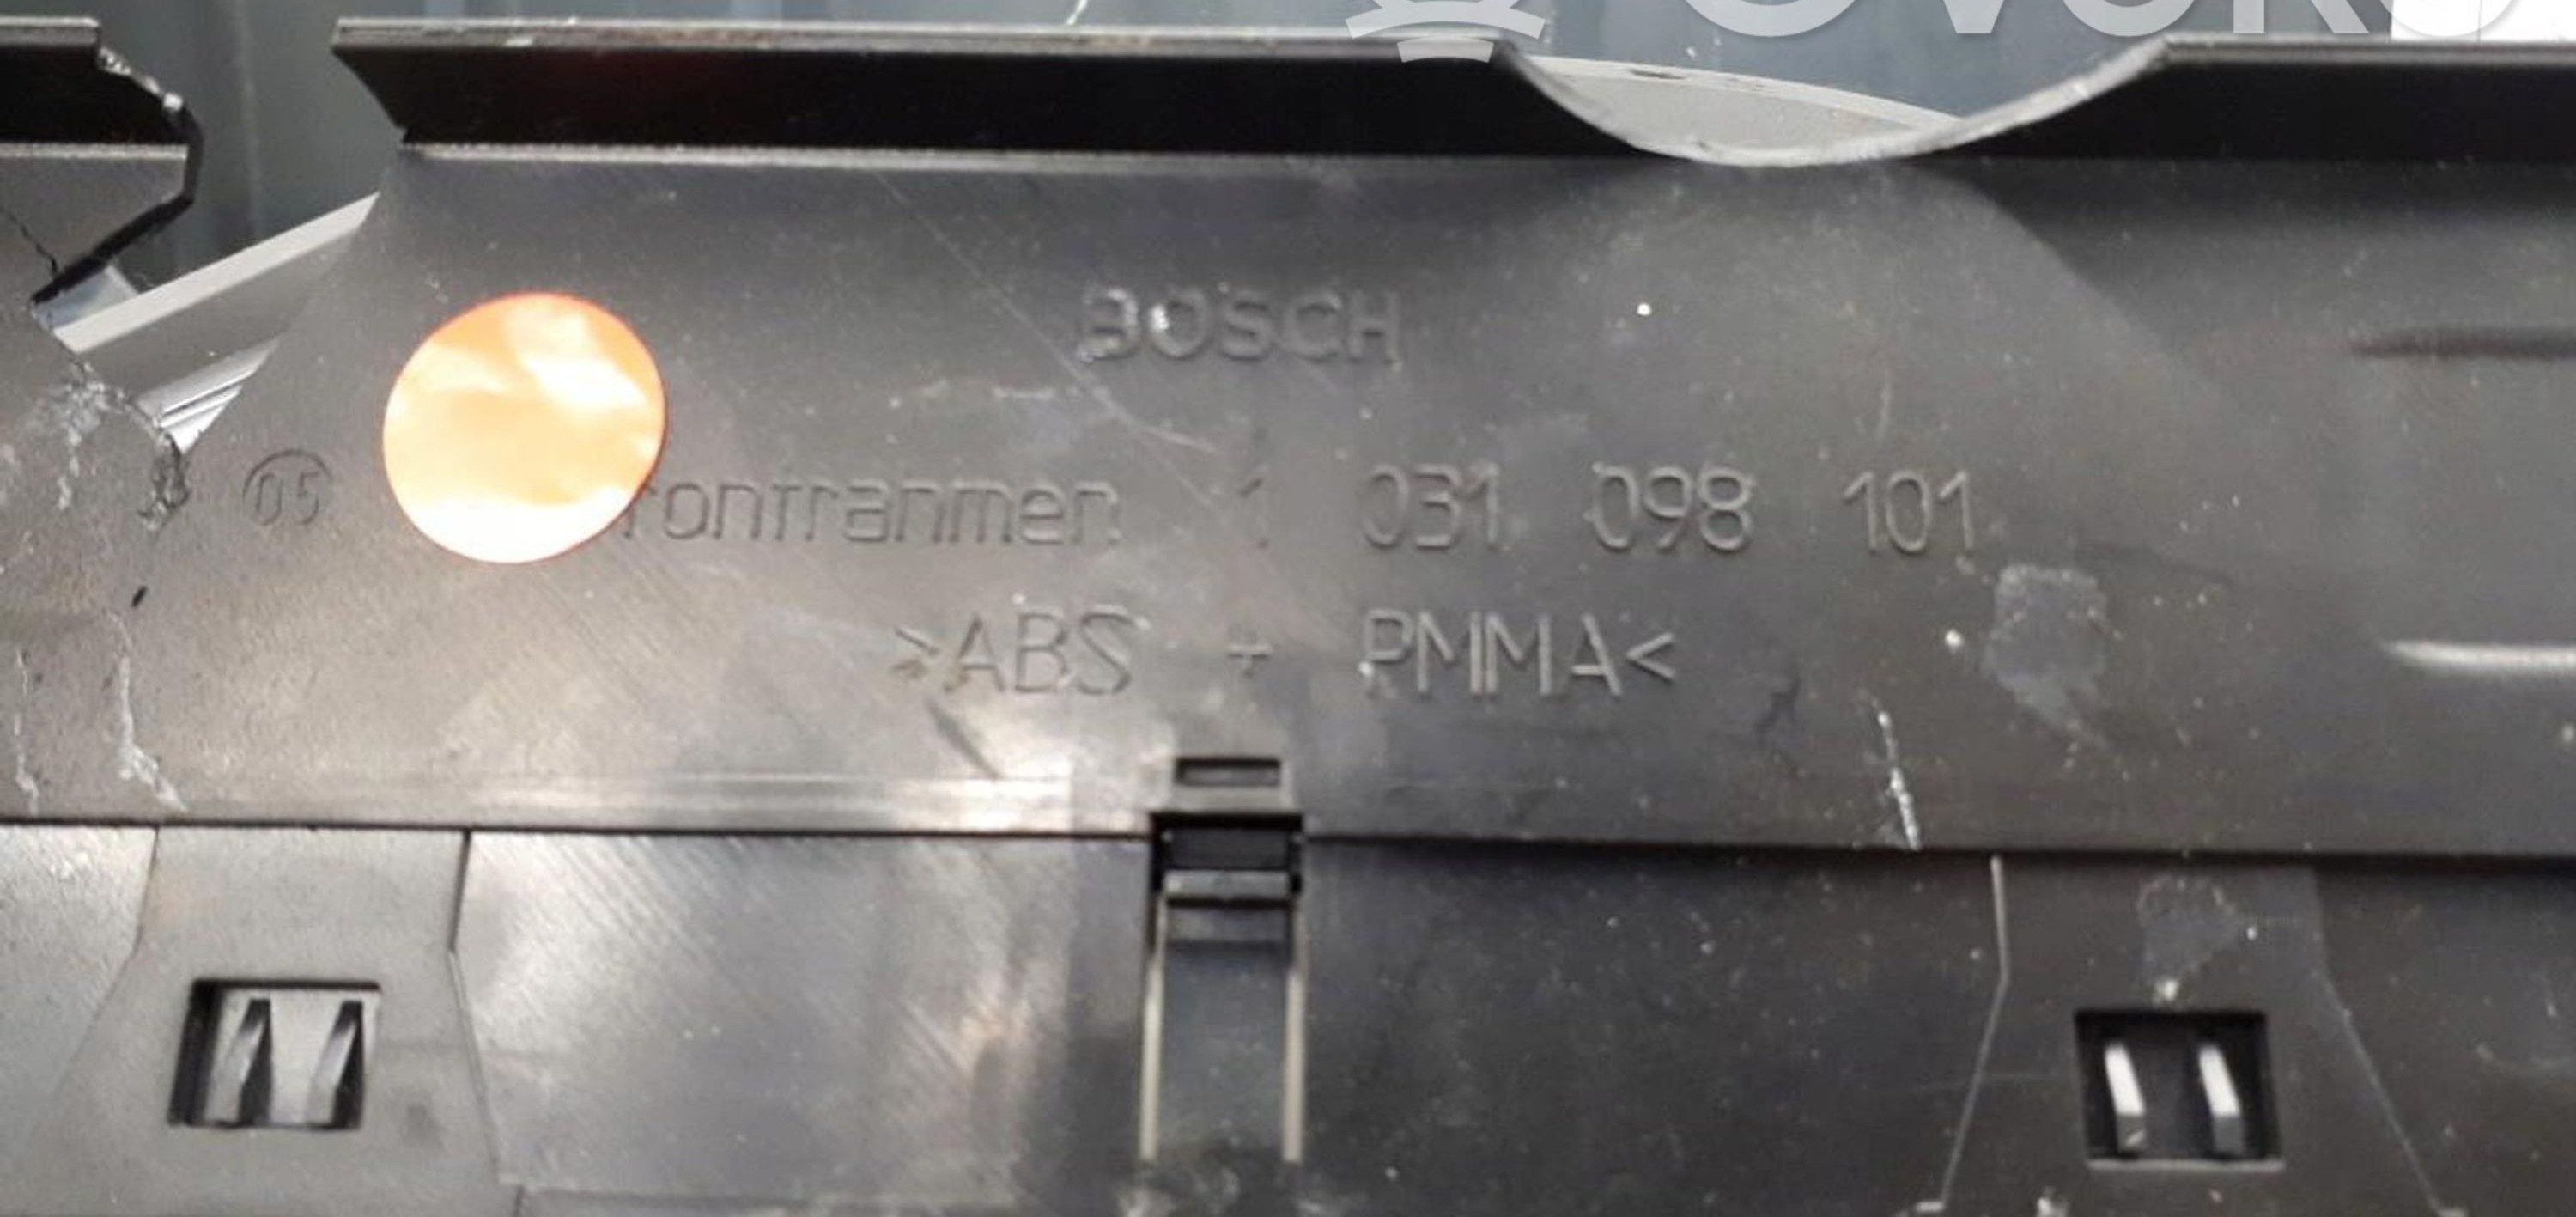 BOSCH
05 rontrahmen 1 031 098 101
>ABS + PMMA<